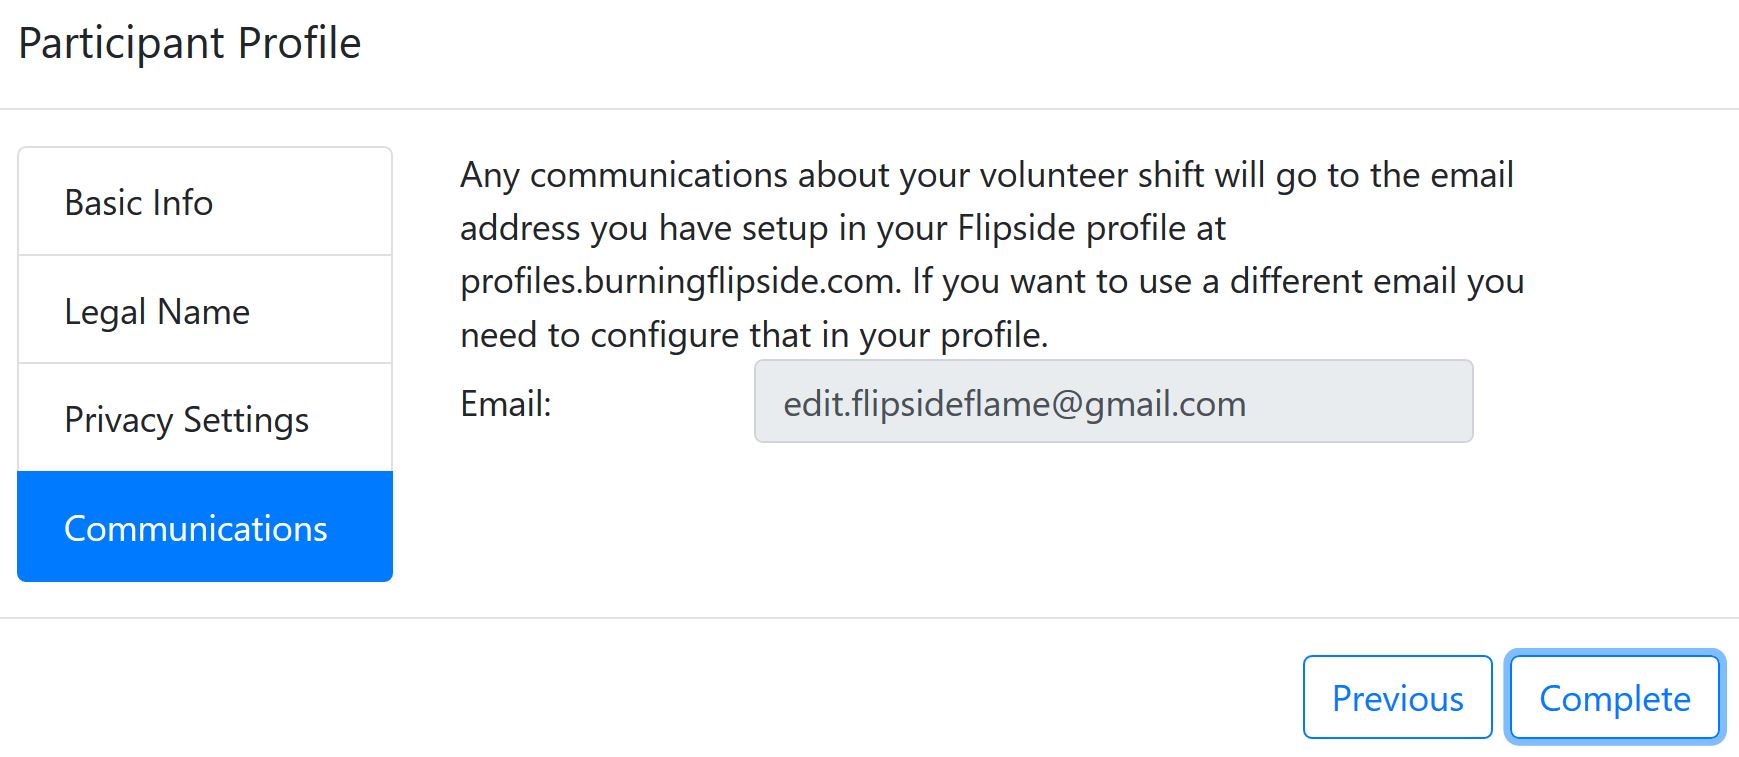 Participant Profile
Basic Info
Legal Name
Privacy Settings
Communications
Any communications about your volunteer shift will go to the email
address you have setup in your Flipside profile at
profiles.burningflipside.com. If you want to use a different email you
need to configure that in your profile.
Email:
edit.flipsideflame@gmail.com
Previous
Complete